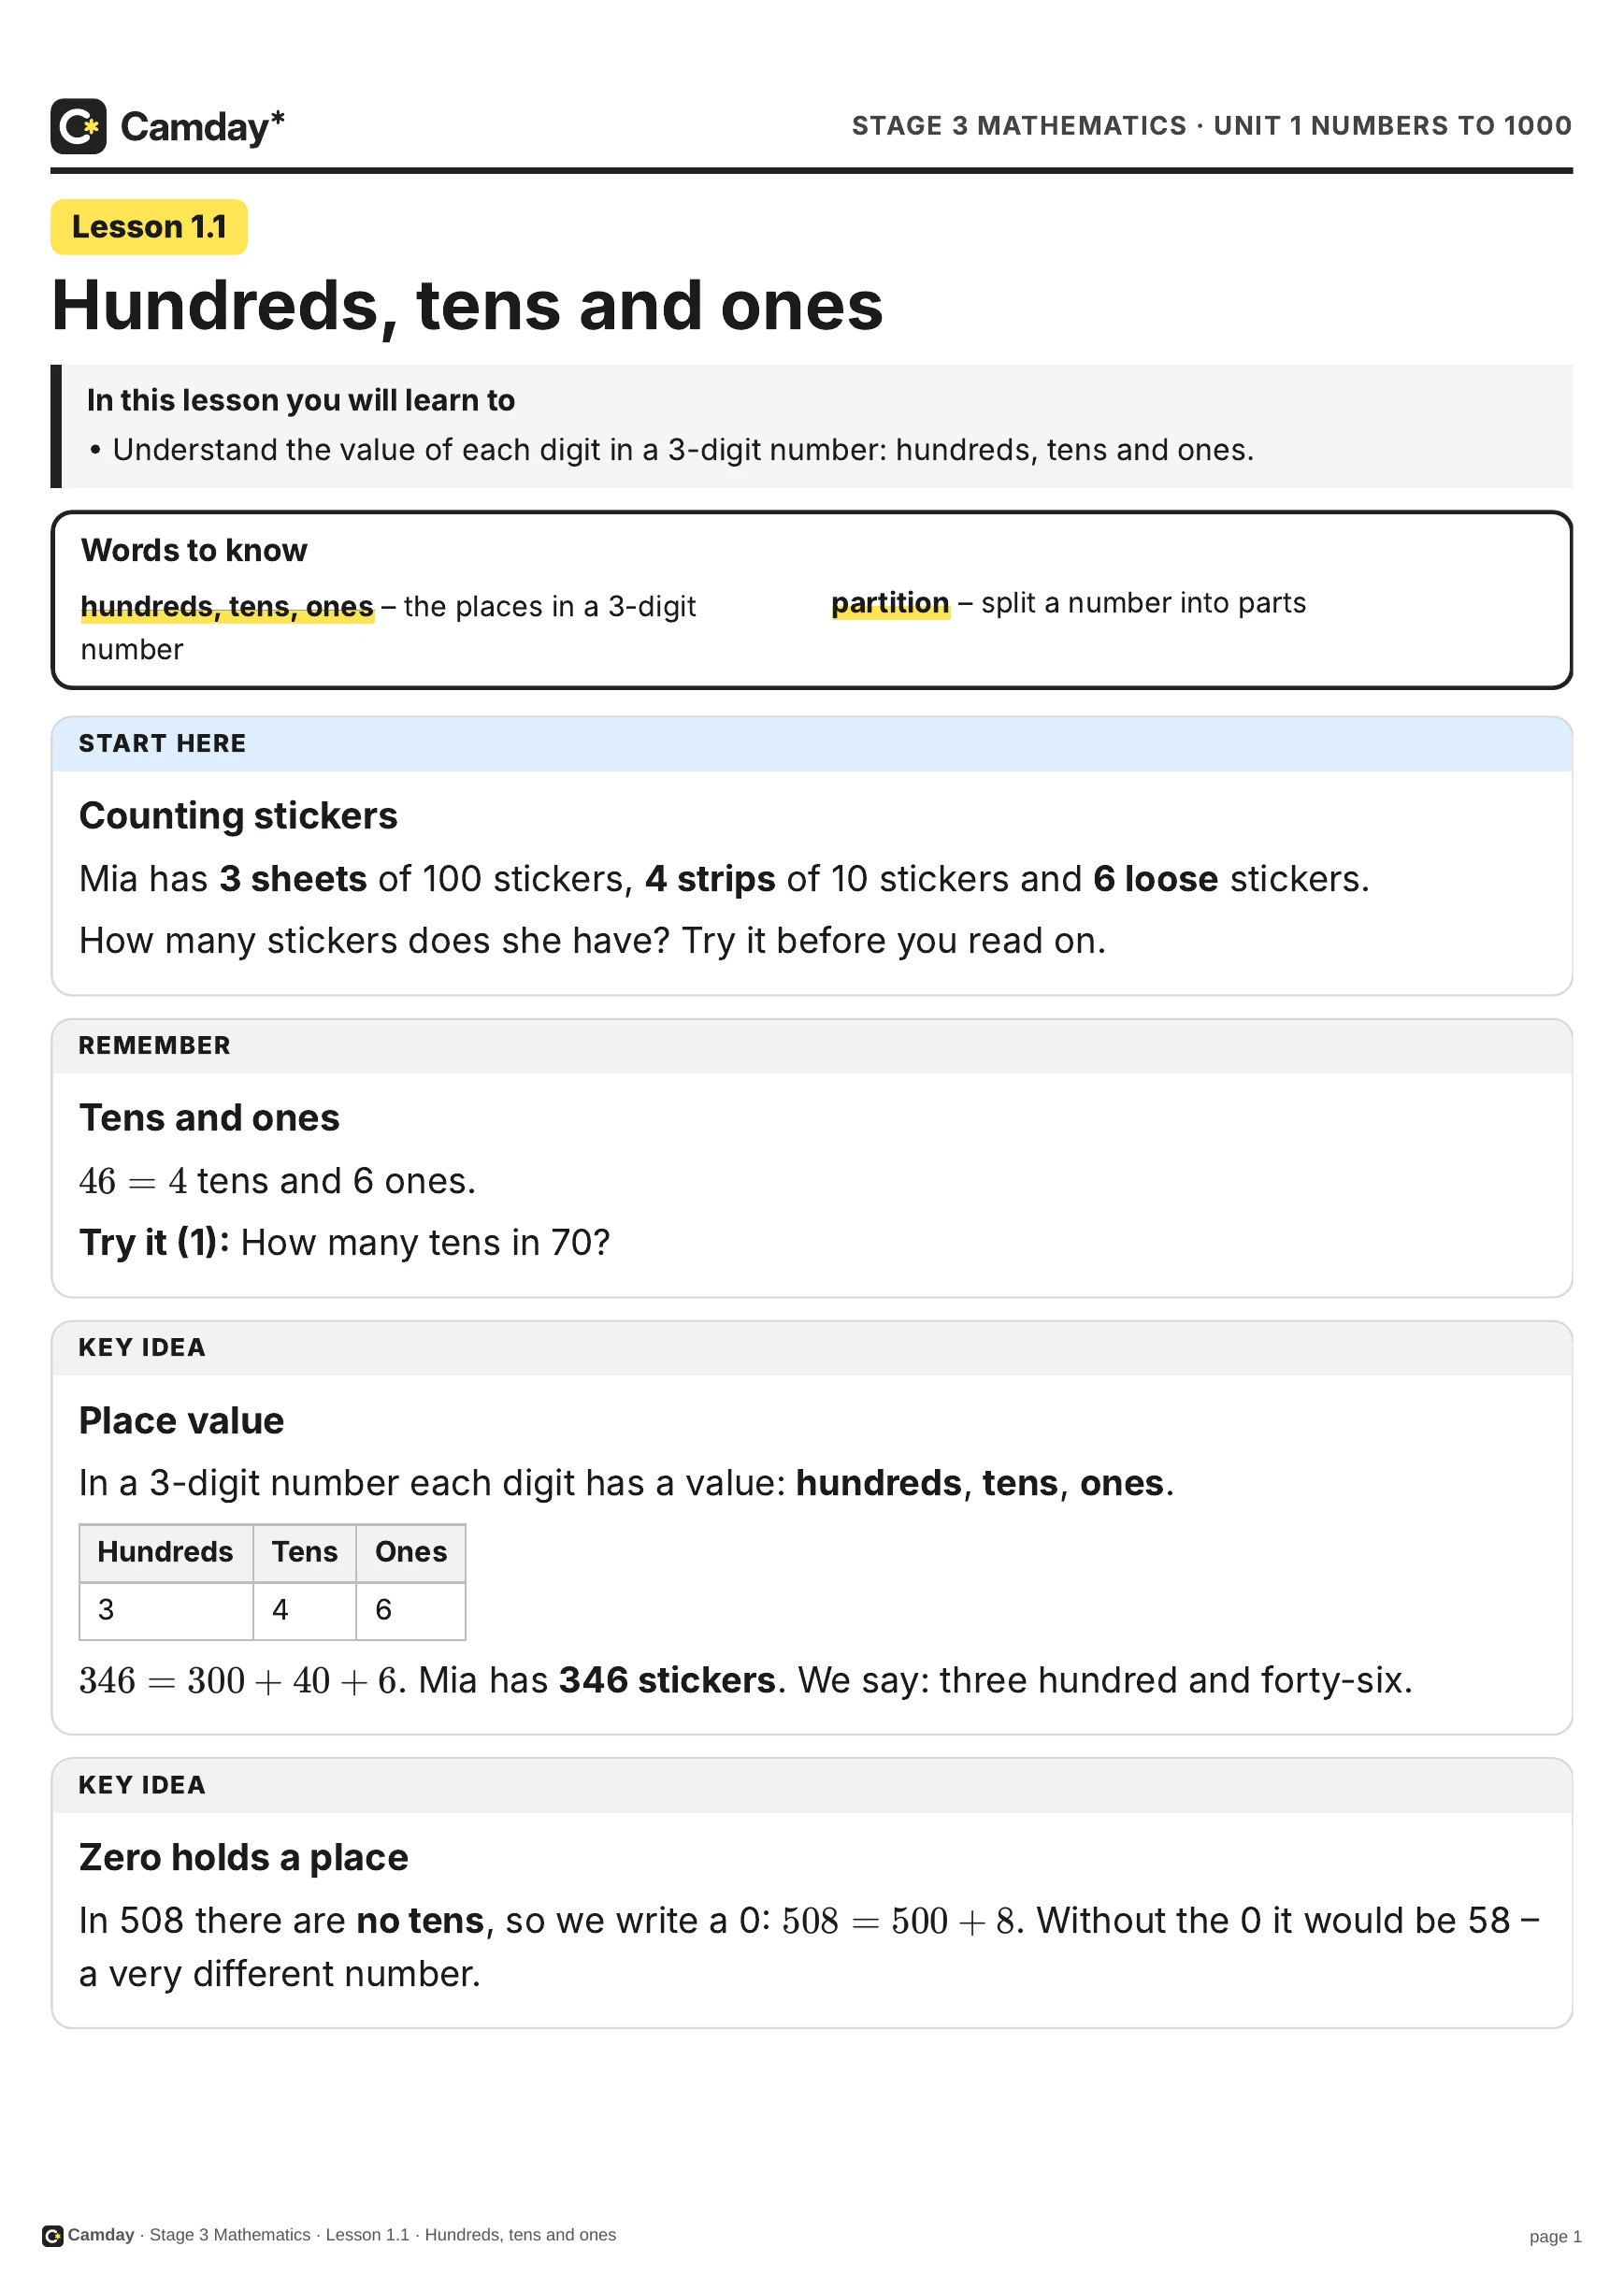 Camday*
STAGE 3 MATHEMATICS · UNIT 1 NUMBERS TO 1000
Lesson 1.1
Hundreds, tens and ones
In this lesson you will learn to
• Understand the value of each digit in a 3-digit number: hundreds, tens and ones.
Words to know
hundreds, tens, ones – the places in a 3-digit
number
partition – split a number into parts
START HERE
Counting stickers
Mia has 3 sheets of 100 stickers, 4 strips of 10 stickers and 6 loose stickers.
How many stickers does she have? Try it before you read on.
REMEMBER
Tens and ones
46 = 4 tens and 6 ones.
Try it (1): How many tens in 70?
KEY IDEA
Place value
In a 3-digit number each digit has a value: hundreds, tens, ones.
Hundreds Tens Ones
3 4 6
346 = 300 + 40 + 6. Mia has 346 stickers. We say: three hundred and forty-six.
KEY IDEA
Zero holds a place
In 508 there are no tens, so we write a 0: 508 = 500 + 8. Without the 0 it would be 58 –
a very different number.
Camday · Stage 3 Mathematics · Lesson 1.1 · Hundreds, tens and ones
page 1